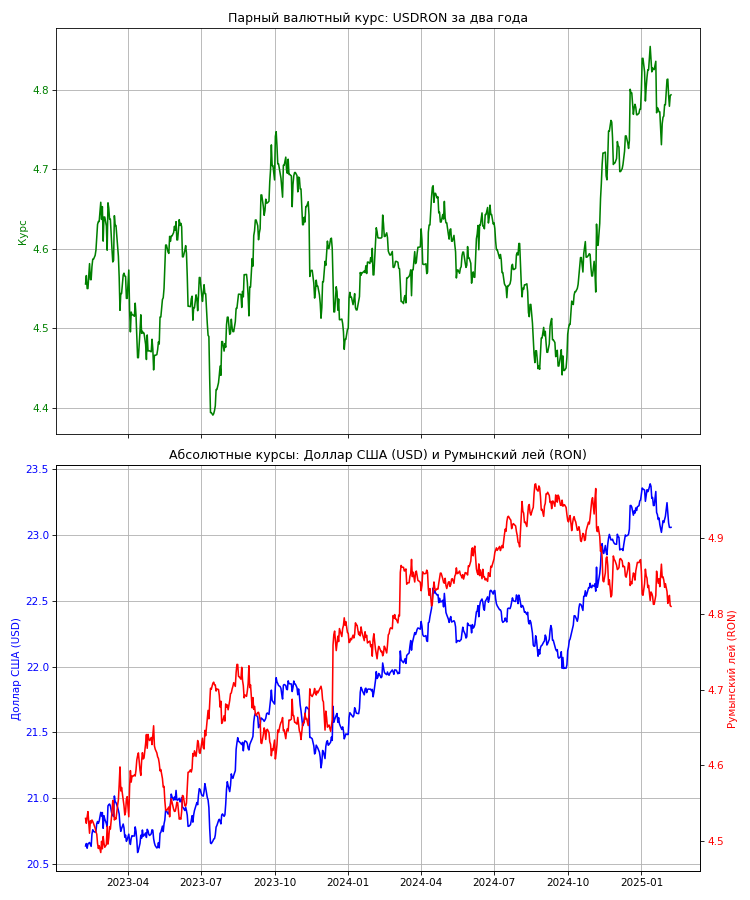 Парный валютный курс: USDRON за два года
4.8
4.7
4.6
4.5
4.4
Курс
Абсолютные курсы: Доллар США (USD) и Румынский лей (RON)
23.5
23.0
22.5
22.0
21.5
21.0
20.5
Доллар США (USD)
4.9
4.8
4.7
4.6
4.5
Румынский лей (RON)
2023-04 2023-07 2023-10 2024-01 2024-04 2024-07 2024-10 2025-01